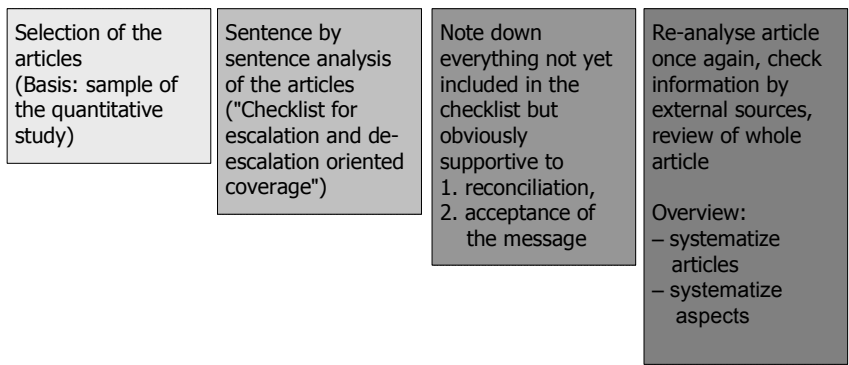 Selection of the
articles
(Basis: sample of
the quantitative
study)
Sentence by
sentence analysis
of the articles
("Checklist for
escalation and de-
escalation oriented
coverage")
Note down
everything not yet
included in the
checklist but
obviously
supportive to
1. reconciliation,
2. acceptance of
the message
Re-analyse article
once again, check
information by
external sources,
review of whole
article
Overview:
– systematize
articles
– systematize
aspects